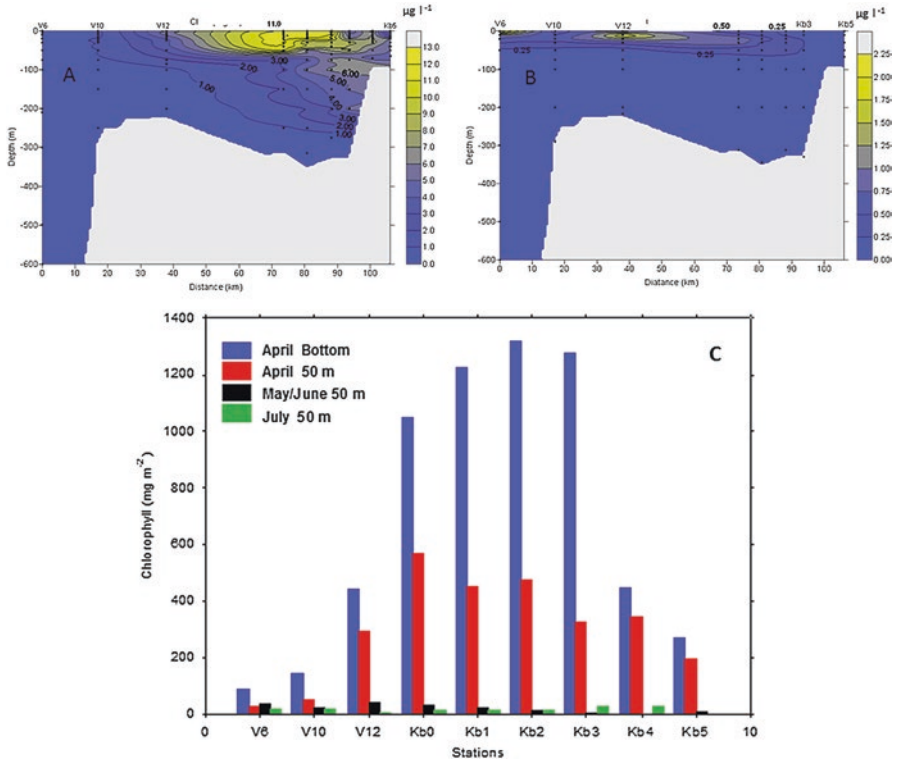 V6 V10 V12 Cl 11.0 Kb5 µg l-1
0
-100
-200
-300
-400
-500
-600
Depth (m)
A
1.00 2.00 3.00 6.00 5.00 4.00 3.00 2.00 1.00
13.0
12.0
11.0
10.0
9.0
8.0
7.0
6.0
5.0
4.0
3.0
2.0
1.0
0.0
0 10 20 30 40 50 60 70 80 90 100
Distance (km)
V6 V10 V12 0.50 0.25 Kb3 Kb5 µg l-1
0
-100
-200
-300
-400
-500
-600
Depth (m)
B
0.25 0.25
2.250
2.000
1.750
1.500
1.250
1.000
0.750
0.500
0.250
0.000
0 10 20 30 40 50 60 70 80 90 100
Distance (km)
1400
1200
1000
800
600
400
200
0
Chlorophyll (mg m-2)
April Bottom
April 50 m
May/June 50 m
July 50 m
C
0 V6 V10 V12 Kb0 Kb1 Kb2 Kb3 Kb4 Kb5 10
Stations